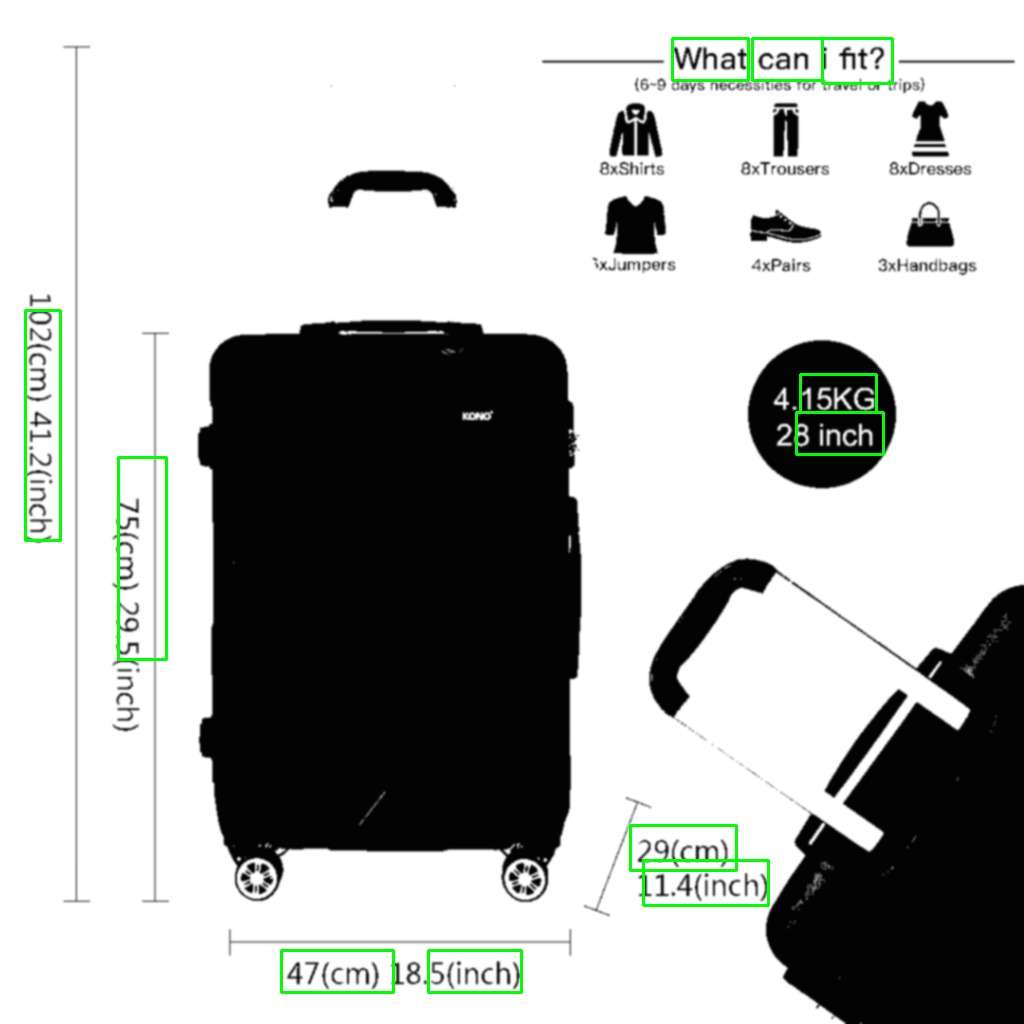 What can i fit?
(6-9 days necessities for travel or trips)
8xShirts
8xTrousers
8xDresses
5xJumpers
4xPairs
3xHandbags
102(cm) 41.2(inch)
75(cm) 29.5(inch)
KONO
4.15KG
28 inch
29(cm)
11.4(inch)
47(cm) 18.5(inch)